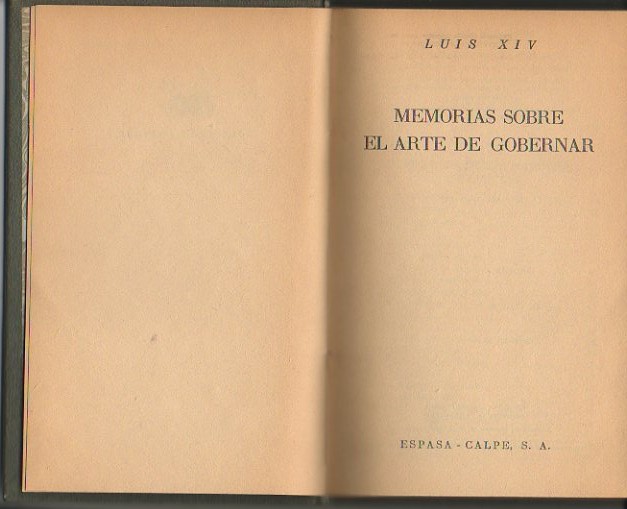 LUIS XIV
MEMORIAS SOBRE
EL ARTE DE GOBERNAR
ESPASA - CALPE, S. A.